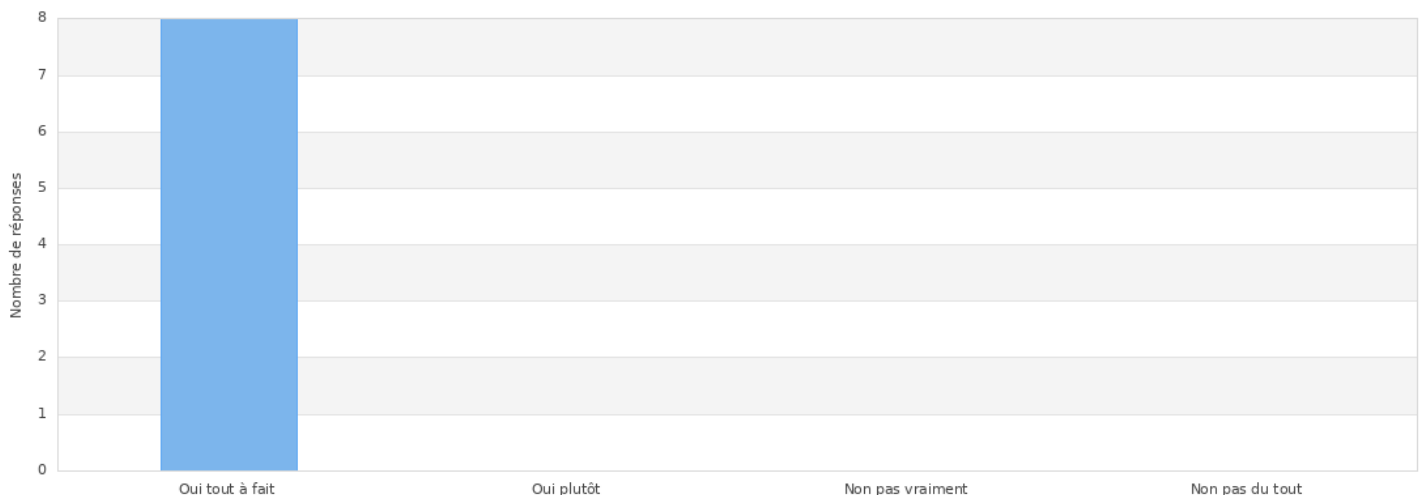 8
7
6
5
4
3
2
1
0
Nombre de réponses
Oui tout à fait
Oui plutôt
Non pas vraiment
Non pas du tout